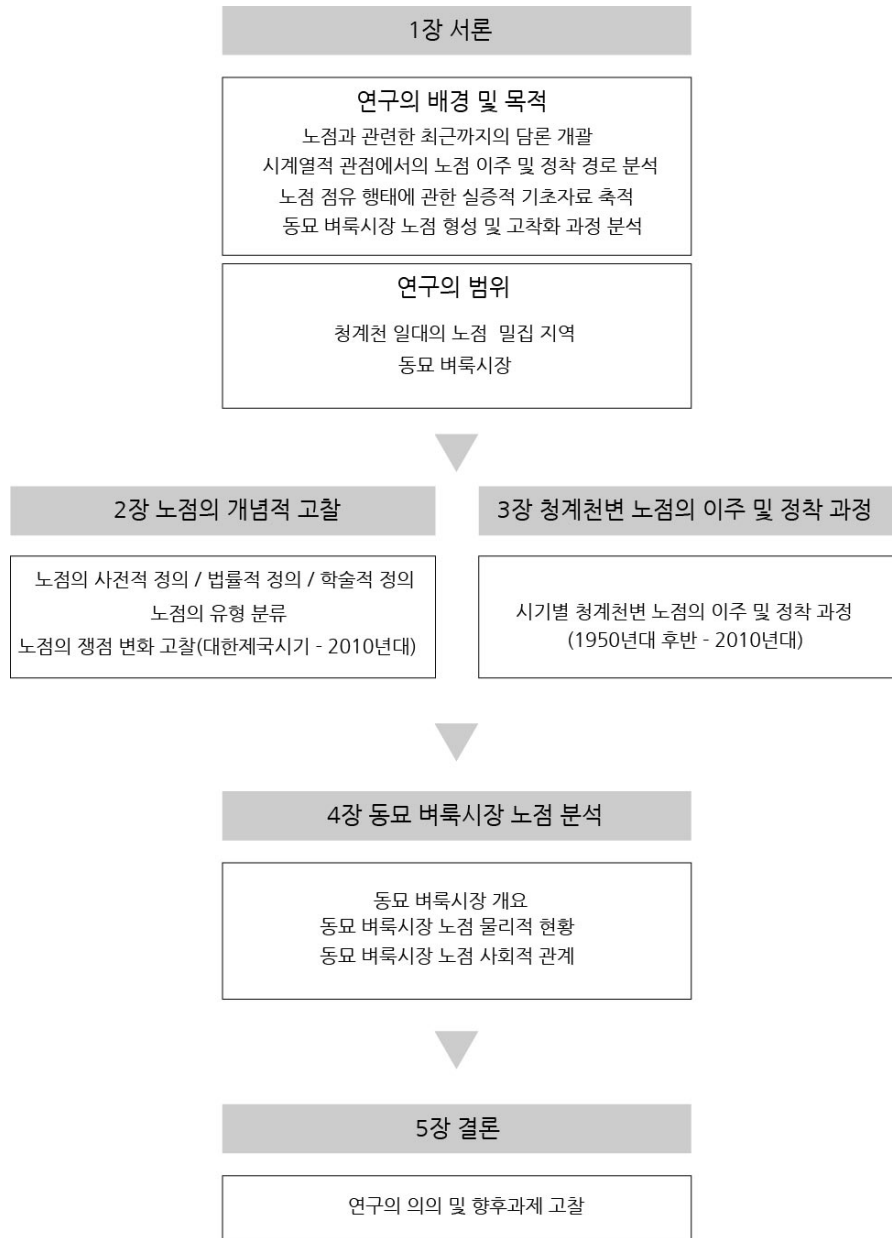 1장 서론
연구의 배경 및 목적
노점과 관련한 최근까지의 담론 개괄
시계열적 관점에서의 노점 이주 및 정착 경로 분석
노점 점유 행태에 관한 실증적 기초자료 축적
동묘 벼룩시장 노점 형성 및 고착화 과정 분석
연구의 범위
청계천 일대의 노점 밀집 지역
동묘 벼룩시장
2장 노점의 개념적 고찰
노점의 사전적 정의 / 법률적 정의 / 학술적 정의
노점의 유형 분류
노점의 쟁점 변화 고찰(대한제국시기 - 2010년대)
3장 청계천변 노점의 이주 및 정착 과정
시기별 청계천변 노점의 이주 및 정착 과정
(1950년대 후반 - 2010년대)
4장 동묘 벼룩시장 노점 분석
동묘 벼룩시장 개요
동묘 벼룩시장 노점 물리적 현황
동묘 벼룩시장 노점 사회적 관계
5장 결론
연구의 의의 및 향후과제 고찰